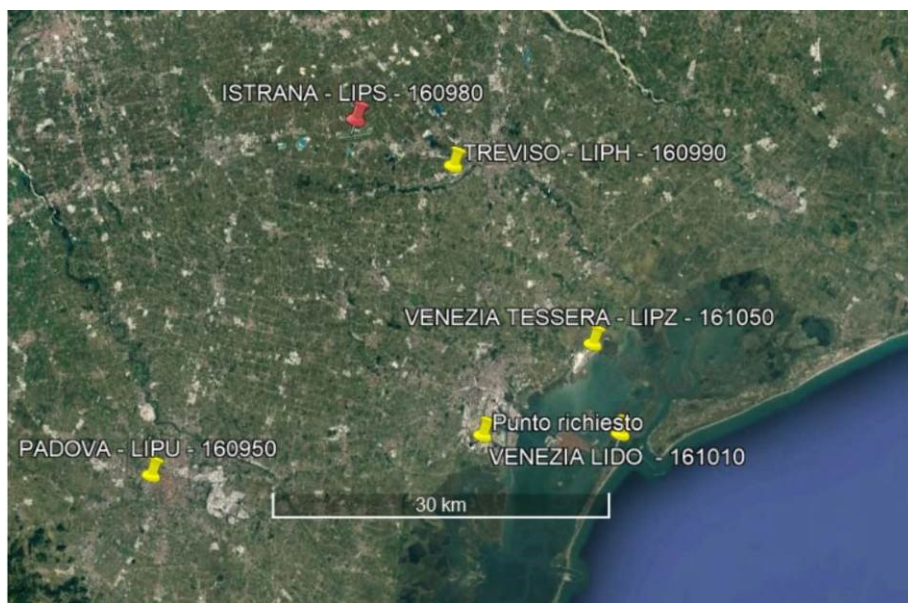 ISTRANA - LIPS - 160980
TREVISO - LIPH - 160990
VENEZIA TESSERA - LIPZ - 161050
Punto richiesto
PADOVA - LIPU - 160950
VENEZIA LIDO - 161010
30 km